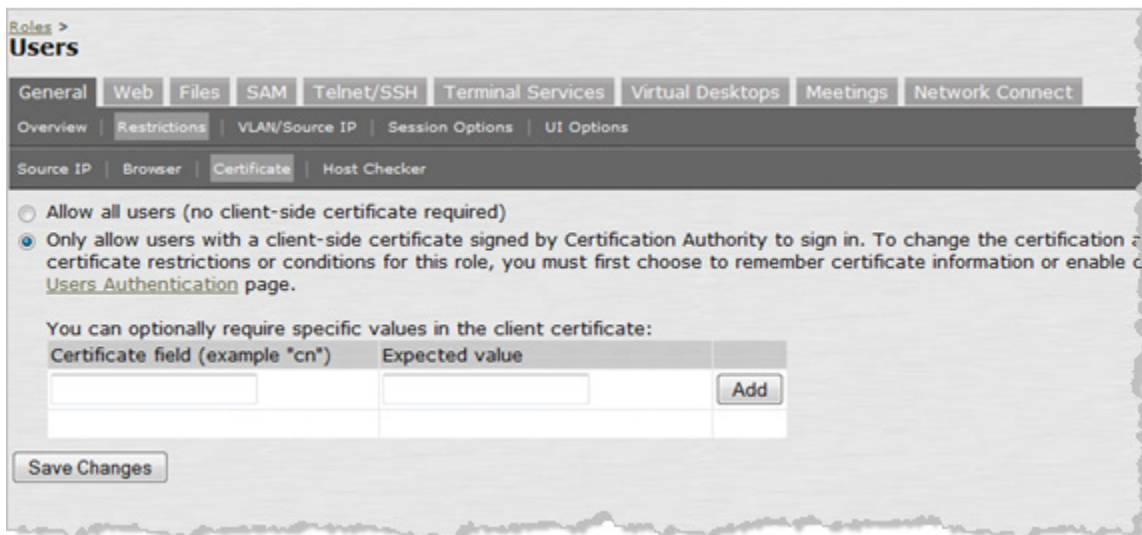 Roles >
Users
General Web Files SAM Telnet/SSH Terminal Services Virtual Desktops Meetings Network Connect
Overview | Restrictions | VLAN/Source IP | Session Options | UI Options
Source IP | Browser | Certificate | Host Checker
Allow all users (no client-side certificate required)
Only allow users with a client-side certificate signed by Certification Authority to sign in. To change the certification
certificate restrictions or conditions for this role, you must first choose to remember certificate information or enable
Users Authentication page.
You can optionally require specific values in the client certificate:
Certificate field (example "cn") Expected value
Add
Save Changes